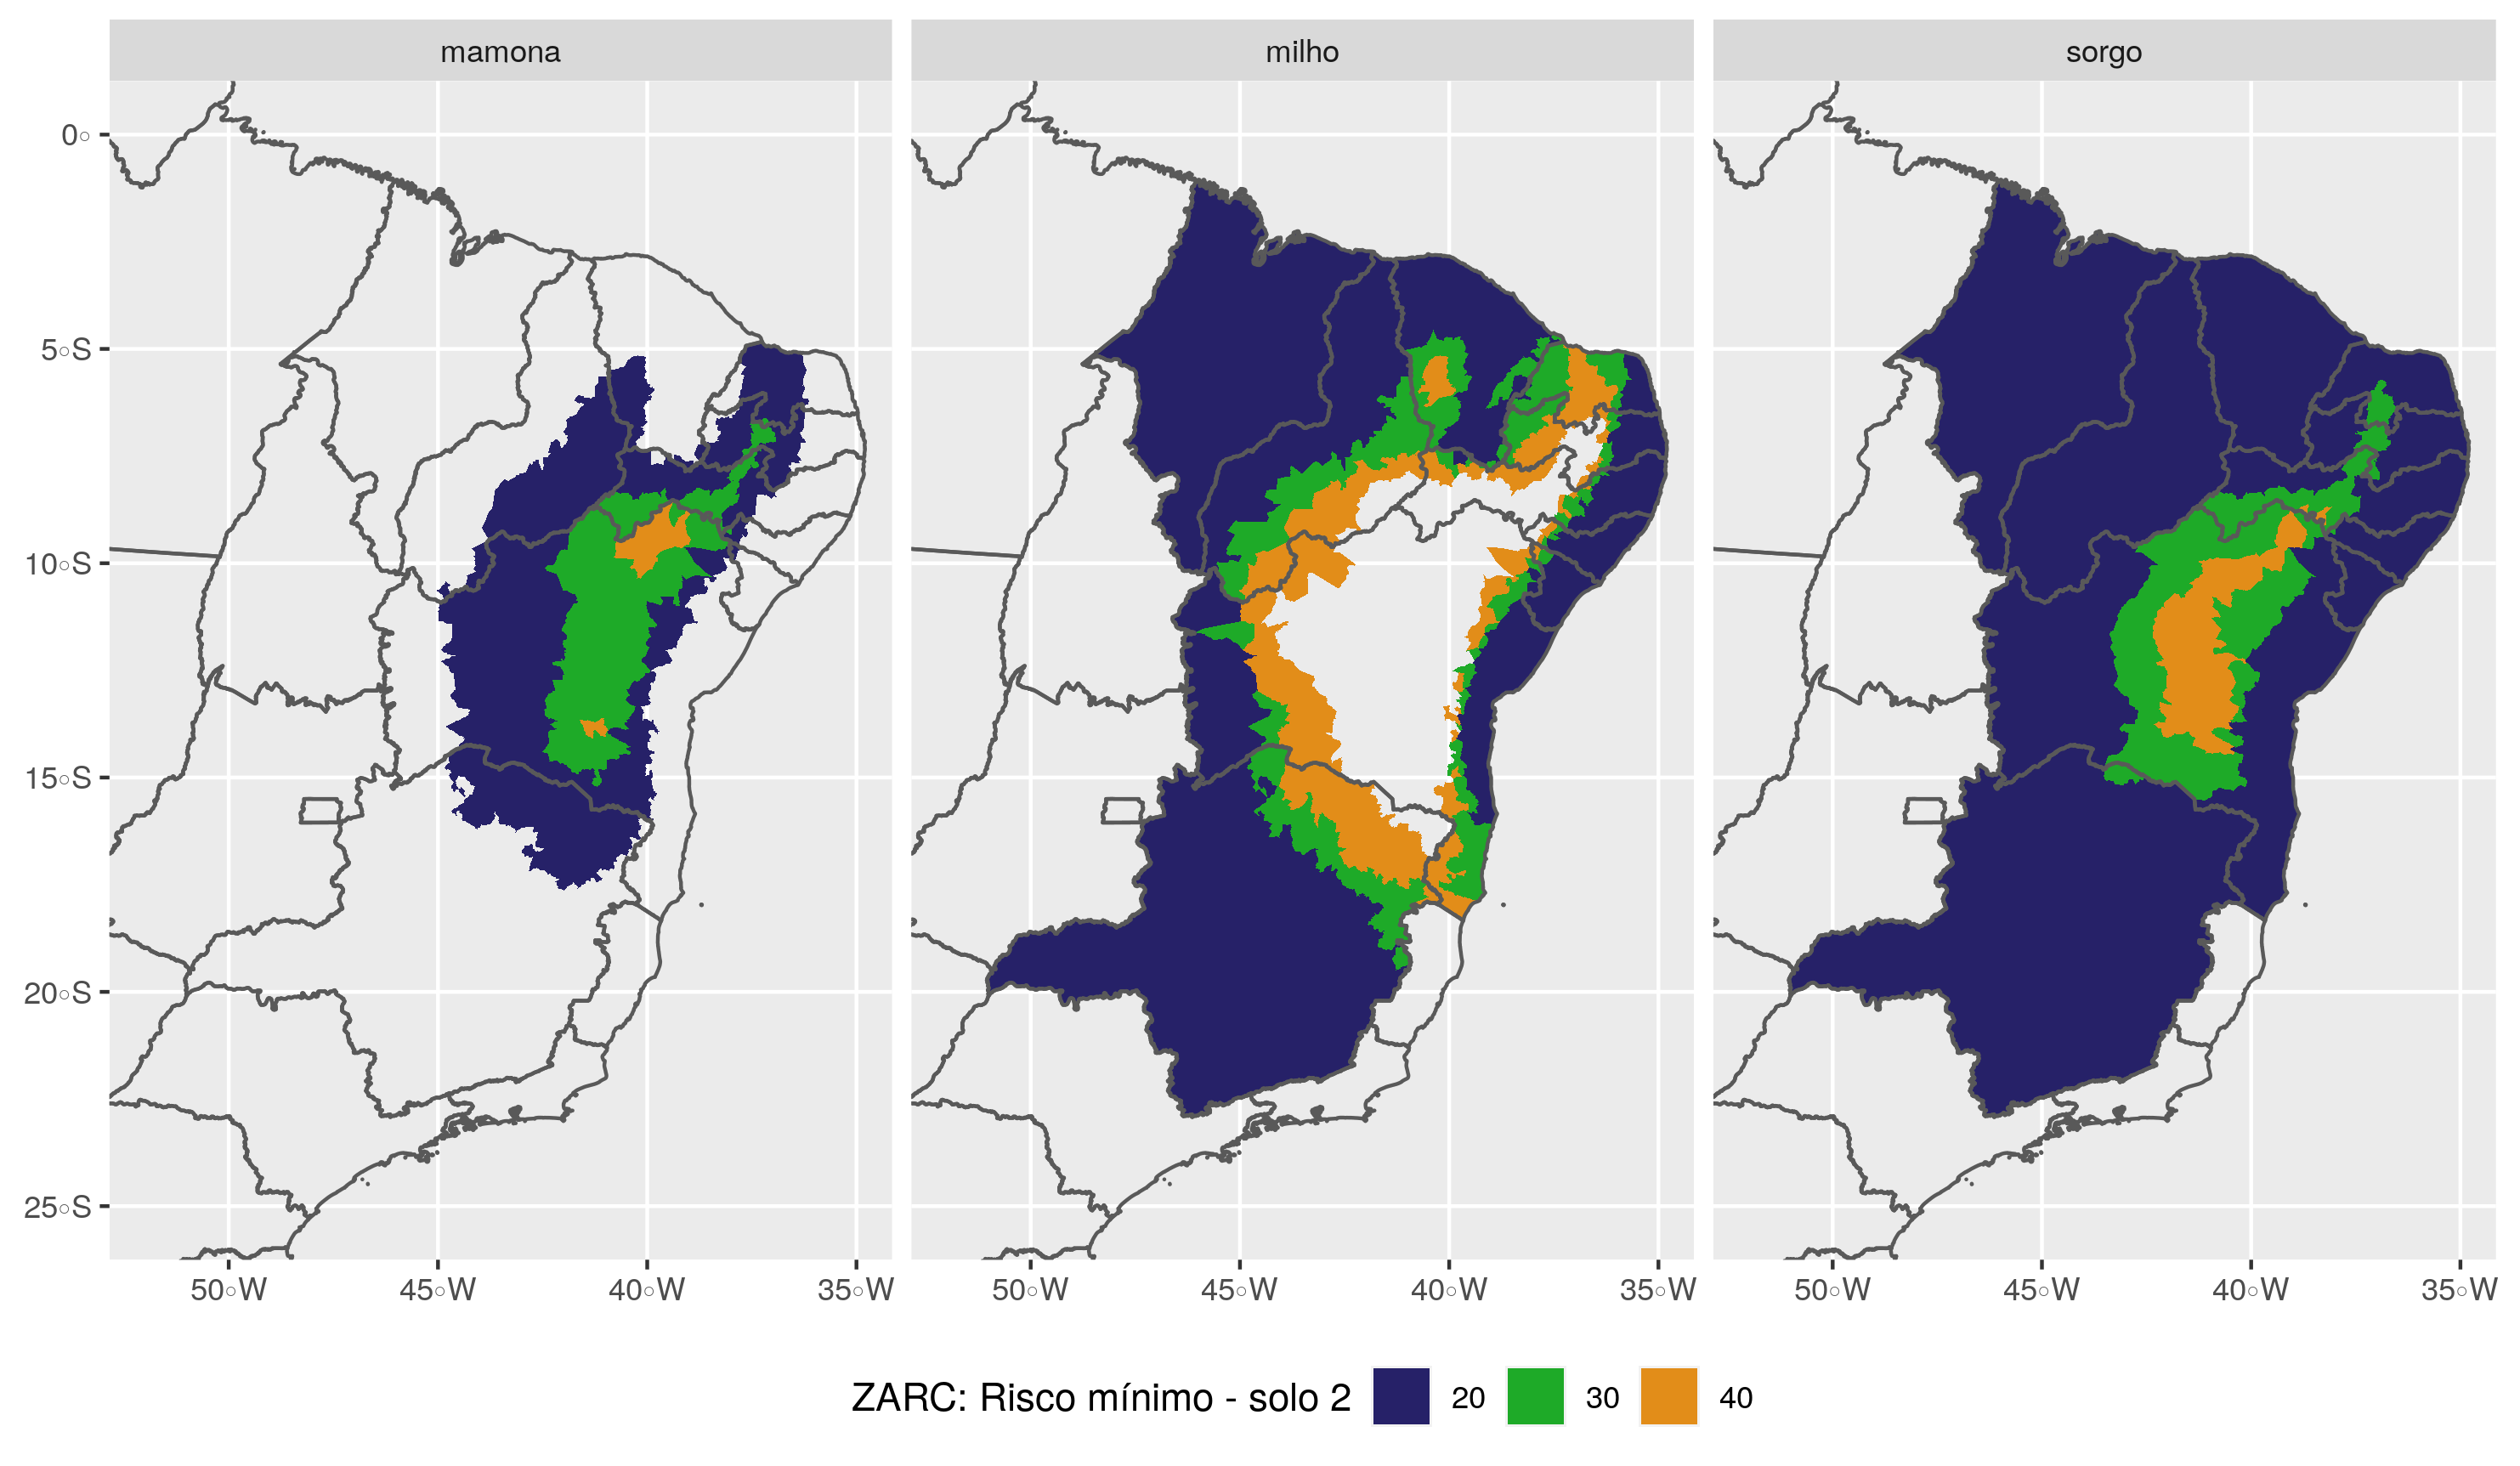 mamona milho sorgo
0◦
5◦S
10◦S
15◦S
20◦S
25◦S
50◦W 45◦W 40◦W 35◦W 50◦W 45◦W 40◦W 35◦W 50◦W 45◦W 40◦W 35◦W
ZARC: Risco mínimo - solo 2 20 30 40